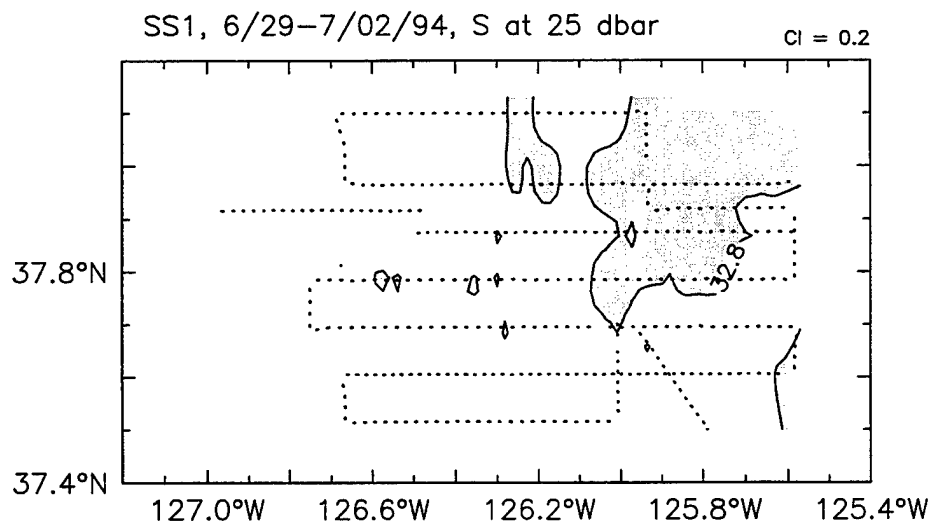 SS1, 6/29–7/02/94, S at 25 dbar
CI = 0.2
32.8
37.8°N
37.4°N
127.0°W 126.6°W 126.2°W 125.8°W 125.4°W